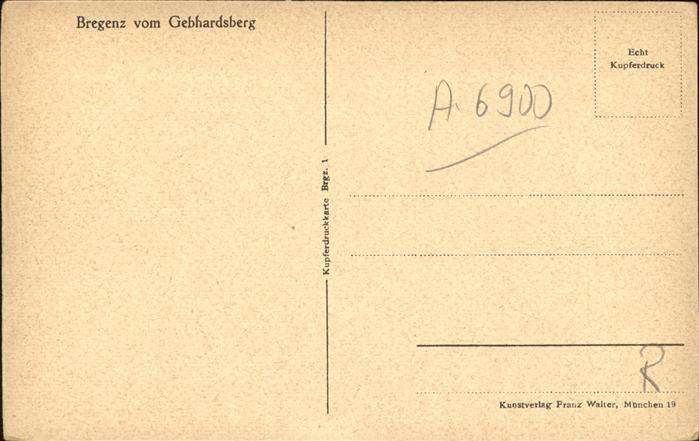 Bregenz vom Gebhardsberg
Echt
Kupferdruck
A. 6900
Kupferdruckkarte Brgz. 1
R
Kunstverlag Franz Walter, München 19